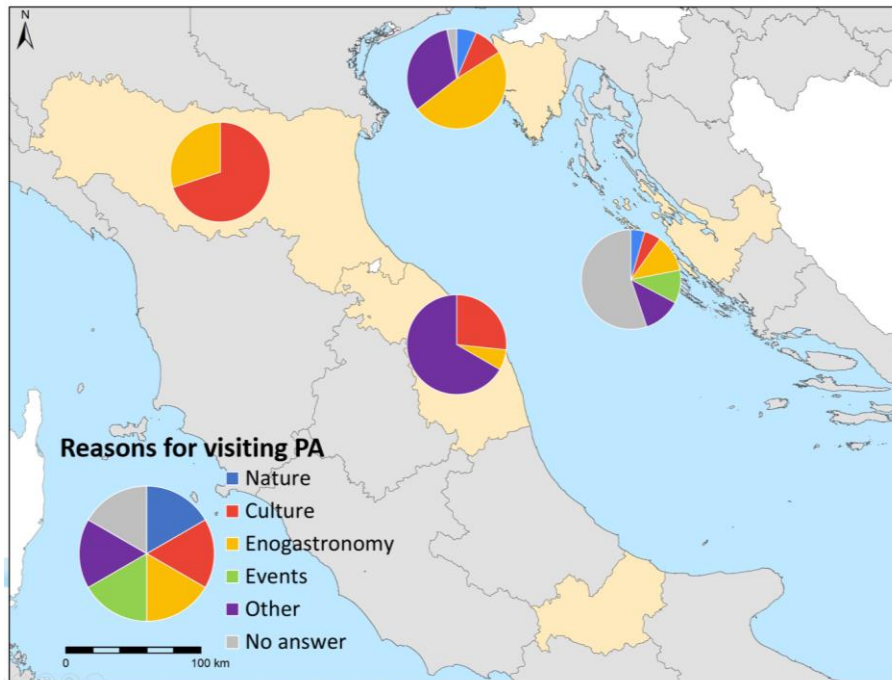 N
Reasons for visiting PA
Nature
Culture
Enogastronomy
Events
Other
No answer
0 100 km